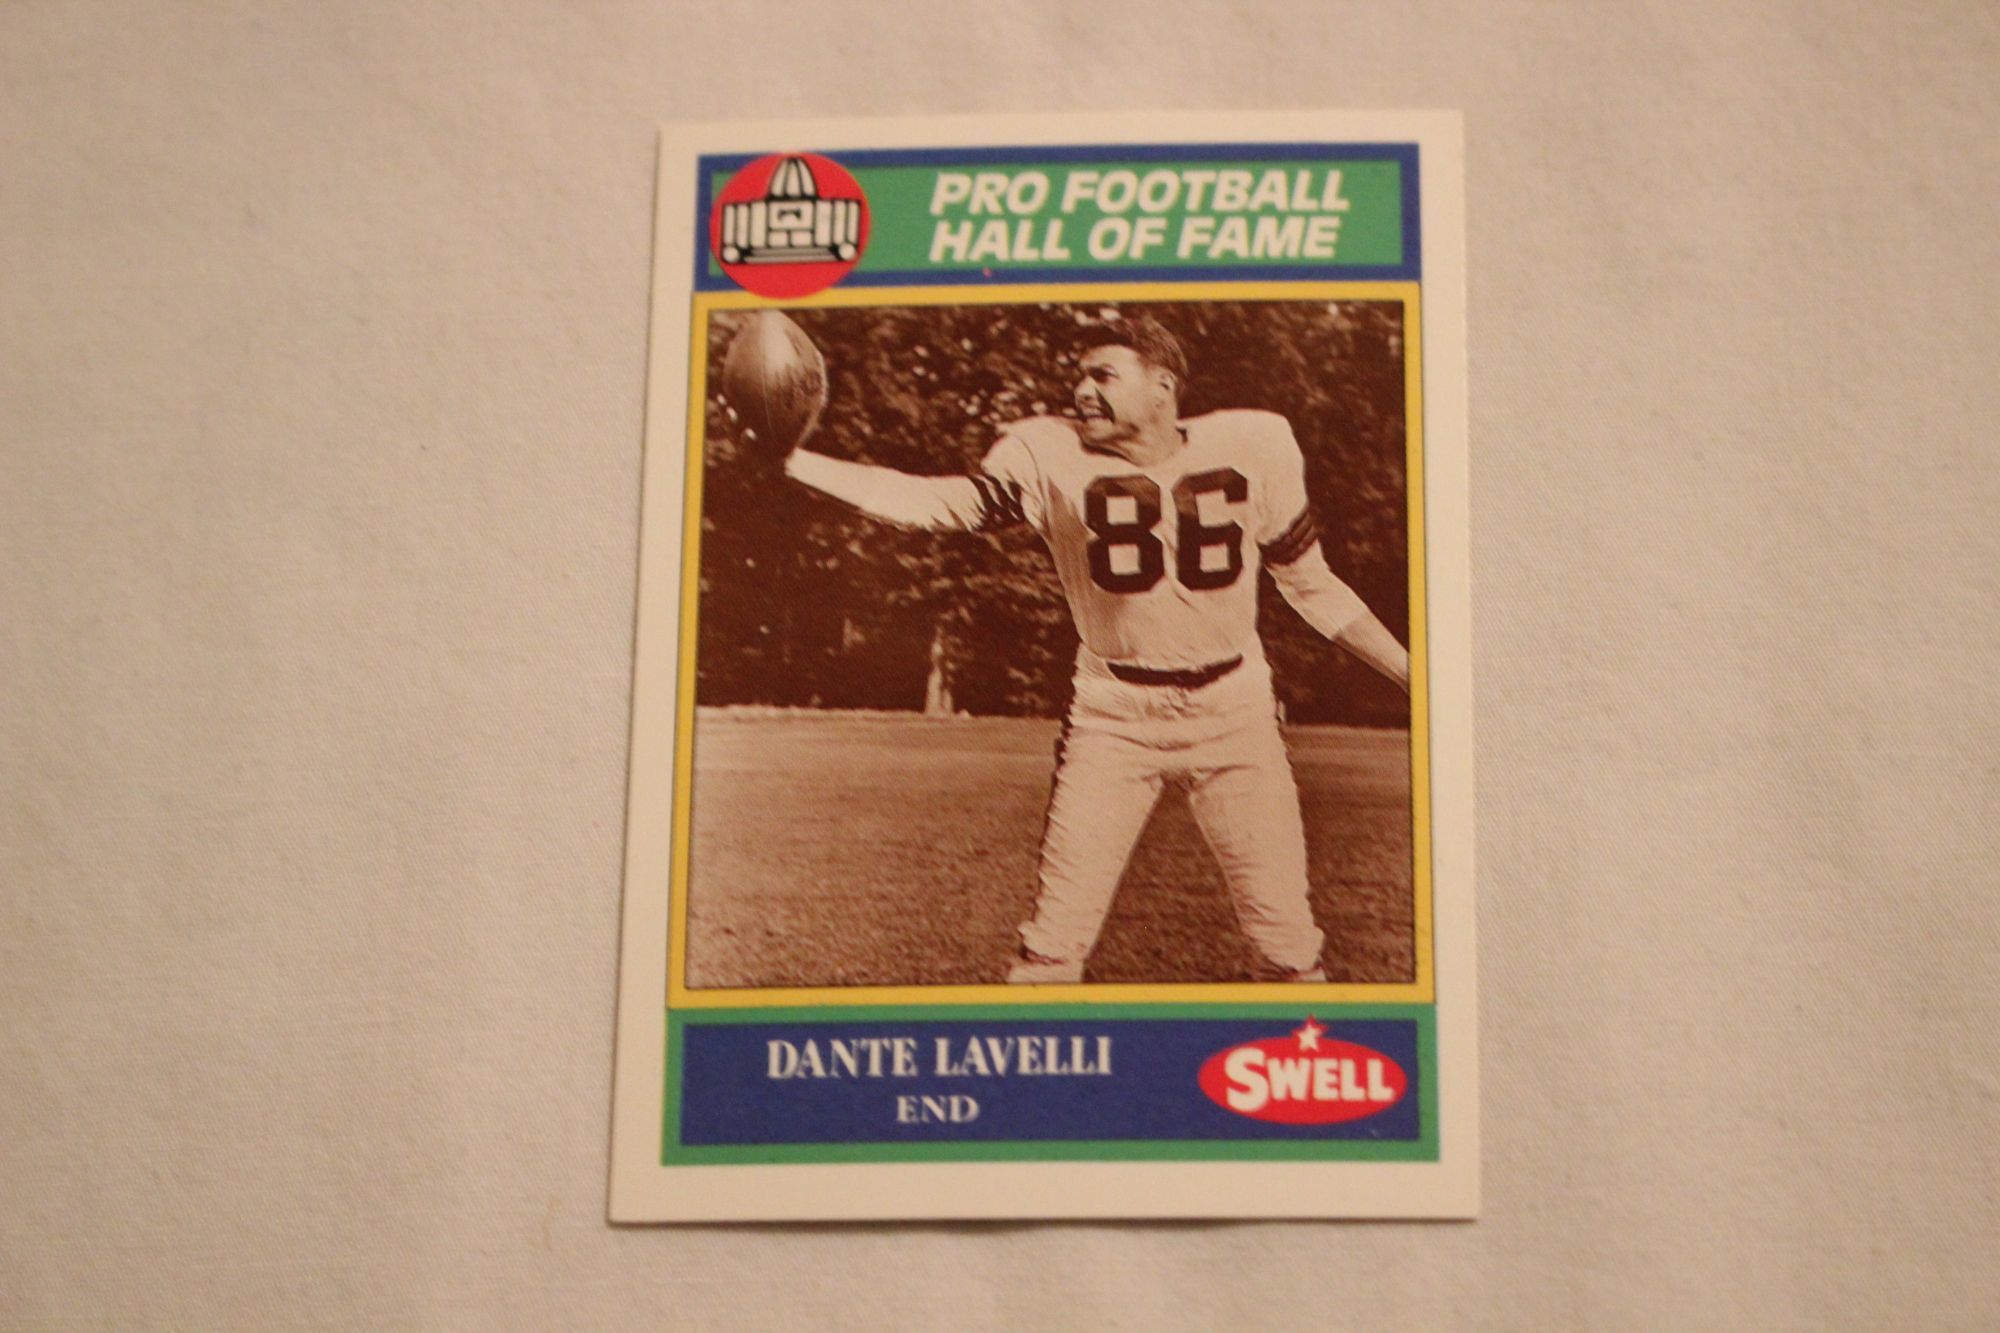 PRO FOOTBALL
HALL OF FAME
86
DANTE LAVELLI
END
SWELL